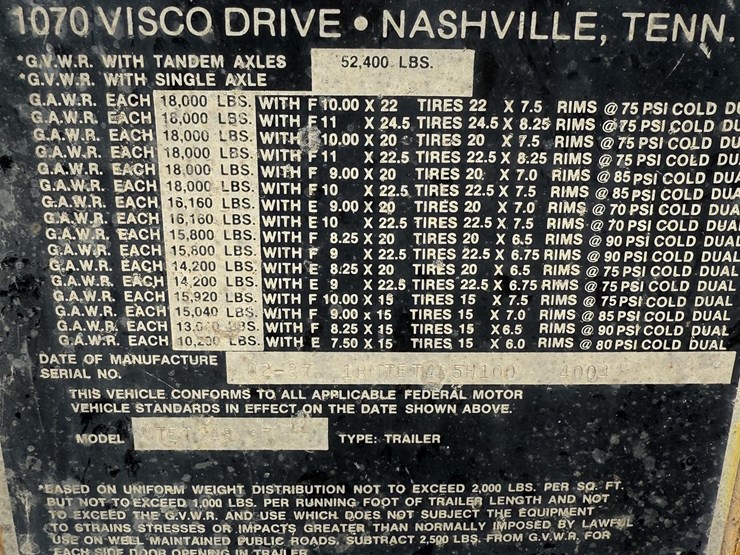 1070 VISCO DRIVE • NASHVILLE, TENN.
*G.V.W.R. WITH TANDEM AXLES 52,400 LBS.
*G.V.W.R. WITH SINGLE AXLE
G.A.W.R. EACH 18,000 LBS. WITH F 10.00 X 22 TIRES 22 X 7.5 RIMS @ 75 PSI COLD DU
G.A.W.R. EACH 18,000 LBS. WITH F 11 X 24.5 TIRES 24.5 X 8.25 RIMS @ 75 PSI COLD DU
G.A.W.R. EACH 18,000 LBS. WITH F 10.00 X 20 TIRES 20 X 7.5 RIMS @ 75 PSI COLD DU
G.A.W.R. EACH 18,000 LBS. WITH F 11 X 22.5 TIRES 22.5 X 8.25 RIMS @ 75 PSI COLD DU
G.A.W.R. EACH 18,000 LBS. WITH F 9.00 X 20 TIRES 20 X 7.0 RIMS @ 85 PSI COLD DUA
G.A.W.R. EACH 18,000 LBS. WITH F 10 X 22.5 TIRES 22.5 X 7.5 RIMS @ 85 PSI COLD DUA
G.A.W.R. EACH 16,160 LBS. WITH E 9.00 X 20 TIRES 20 X 7.0 RIMS @ 70 PSI COLD DUA
G.A.W.R. EACH 16,160 LBS. WITH E 10 X 22.5 TIRES 22.5 X 7.5 RIMS @ 70 PSI COLD DUAL
G.A.W.R. EACH 15,800 LBS. WITH F 8.25 X 20 TIRES 20 X 6.5 RIMS @ 90 PSI COLD DUAL
G.A.W.R. EACH 15,800 LBS. WITH F 9 X 22.5 TIRES 22.5 X 6.75 RIMS @ 90 PSI COLD DUAL
G.A.W.R. EACH 14,200 LBS. WITH E 8.25 X 20 TIRES 20 X 6.5 RIMS @ 75 PSI COLD DUAL
G.A.W.R. EACH 14,200 LBS. WITH E 9 X 22.5 TIRES 22.5 X 6.75 RIMS @ 75 PSI COLD DUAL
G.A.W.R. EACH 15,920 LBS. WITH F 10.00 X 15 TIRES 15 X 7.5 RIMS @ 75 PSI COLD DUAL
G.A.W.R. EACH 15,040 LBS. WITH F 9.00 x 15 TIRES 15 X 7.0 RIMS @ 85 PSI COLD DUAL
G.A.W.R. EACH LBS. WITH F 8.25 X 15 TIRES 15 X 6.5 RIMS @ 90 PSI COLD DUAL
G.A.W.R. EACH 10,200 LBS. WITH E 7.50 X 15 TIRES 15 X 6.0 RIMS @ 80 PSI COLD DUAL
DATE OF MANUFACTURE
SERIAL NO. 4004
THIS VEHICLE CONFORMS TO ALL APPLICABLE FEDERAL MOTOR
VEHICLE STANDARDS IN EFFECT ON THE DATE SHOWN ABOVE.
MODEL TYPE: TRAILER
*BASED ON UNIFORM WEIGHT DISTRIBUTION NOT TO EXCEED 2,000 LBS. PER SQ. FT.
BUT NOT TO EXCEED 1,000 LBS. PER RUNNING FOOT OF TRAILER LENGTH AND NOT
TO EXCEED THE G.V.W.R. AND USE WHICH DOES NOT SUBJECT THE EQUIPMENT
TO STRAINS STRESSES OR IMPACTS GREATER THAN NORMALLY IMPOSED BY LAWFUL
USE ON WELL MAINTAINED PUBLIC ROADS. SUBTRACT 2,500 LBS. FROM G.V.W.R. FOR
EACH SIDE DOOR OPENING IN TRAILER